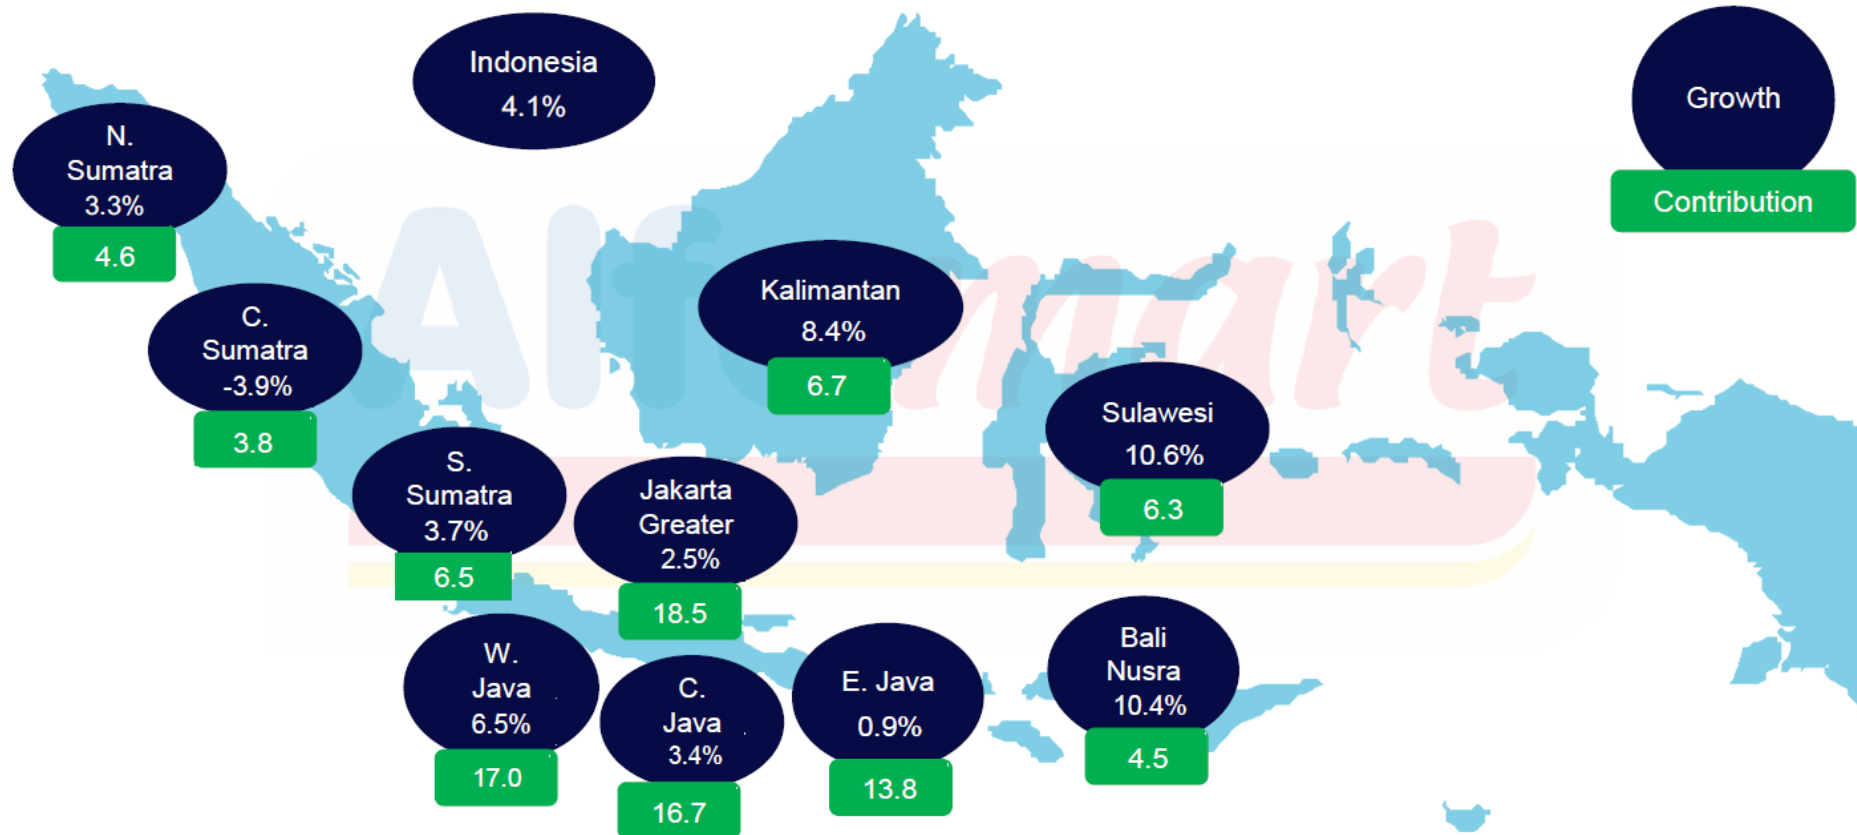 Indonesia
4.1%
Growth
Contribution
N.
Sumatra
3.3%
4.6
C.
Sumatra
-3.9%
3.8
Kalimantan
8.4%
6.7
Sulawesi
10.6%
6.3
S.
Sumatra
3.7%
6.5
Jakarta
Greater
2.5%
18.5
W.
Java
6.5%
17.0
C.
Java
3.4%
16.7
E. Java
0.9%
13.8
Bali
Nusra
10.4%
4.5
Alfamart